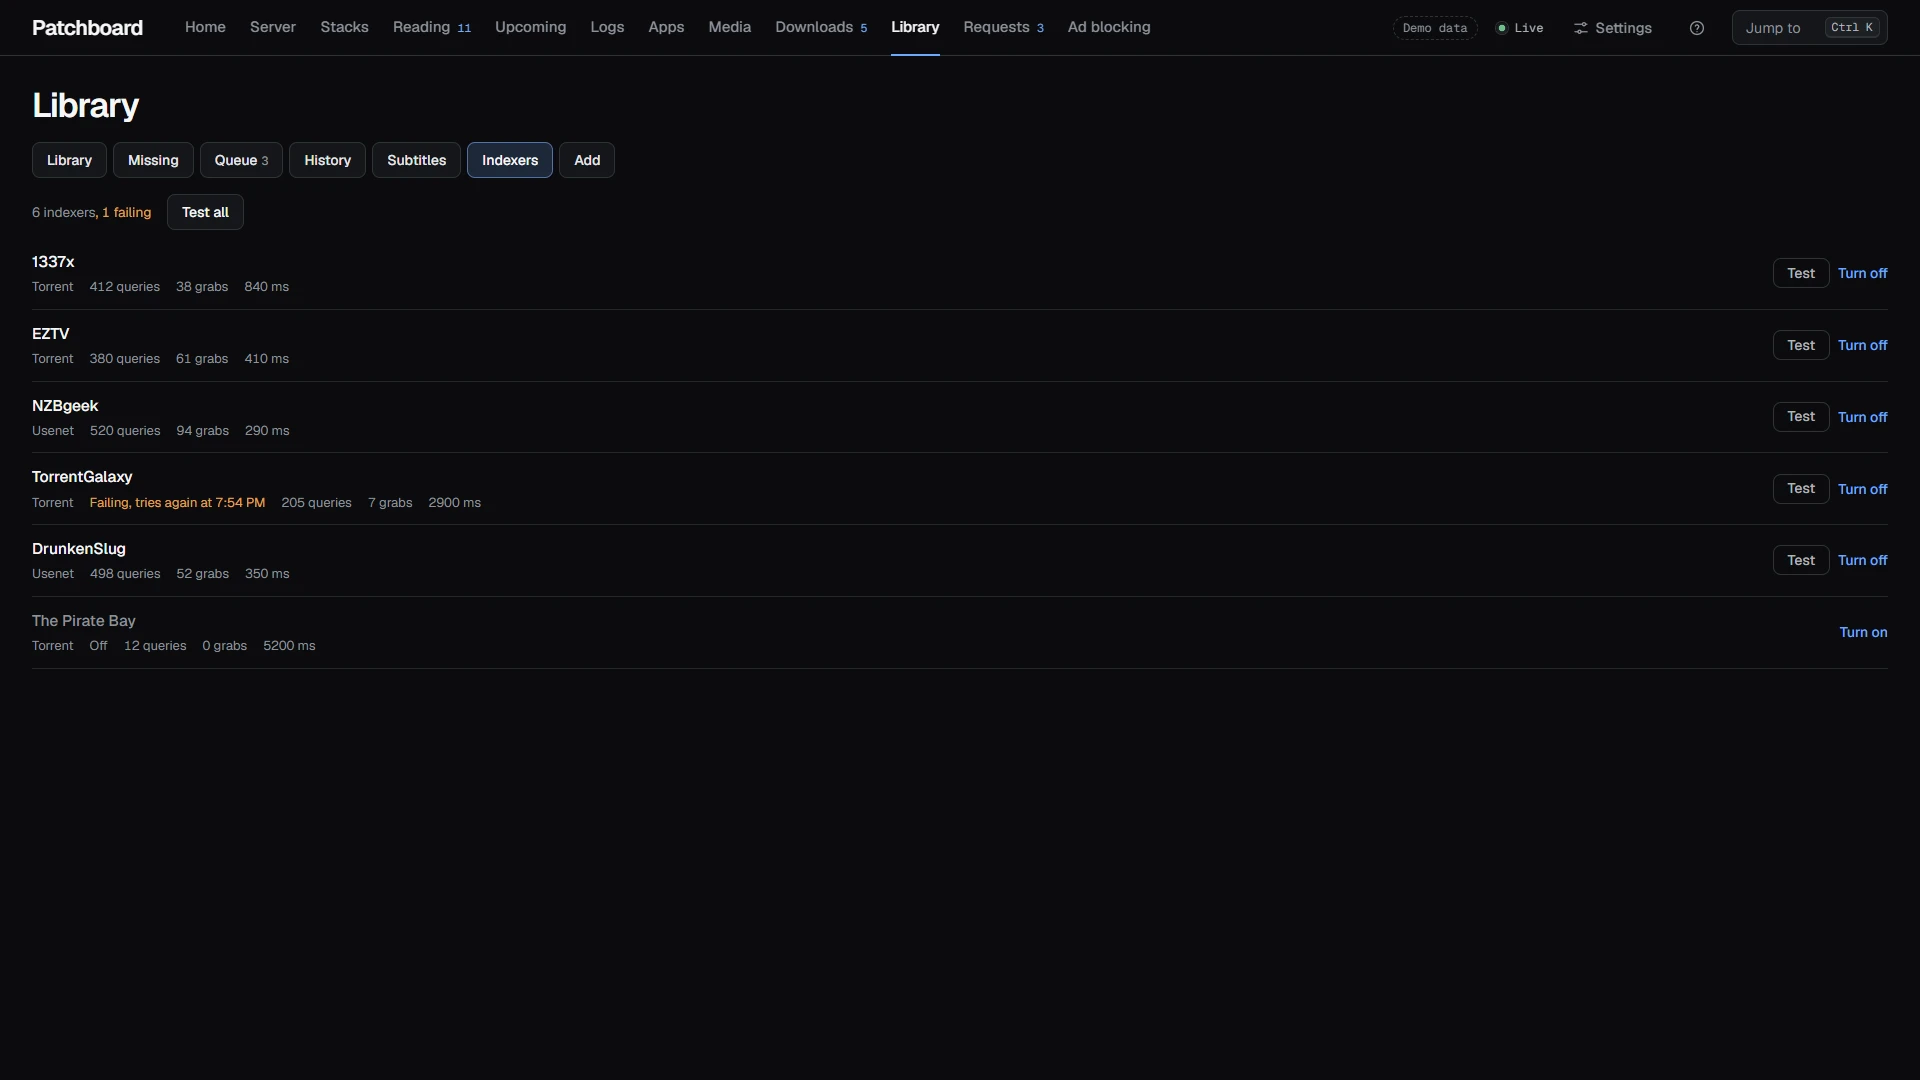 Patchboard Home Server Stacks Reading 11 Upcoming Logs Apps Media Downloads 5 Library Requests 3 Ad blocking Demo data Live Settings Jump to Ctrl K
Library
Library Missing Queue 3 History Subtitles Indexers Add
6 indexers, 1 failing Test all
1337x
Torrent 412 queries 38 grabs 840 ms
Test Turn off
EZTV
Torrent 380 queries 61 grabs 410 ms
Test Turn off
NZBgeek
Usenet 520 queries 94 grabs 290 ms
Test Turn off
TorrentGalaxy
Torrent Failing, tries again at 7:54 PM 205 queries 7 grabs 2900 ms
Test Turn off
DrunkenSlug
Usenet 498 queries 52 grabs 350 ms
Test Turn off
The Pirate Bay
Torrent Off 12 queries 0 grabs 5200 ms
Turn on